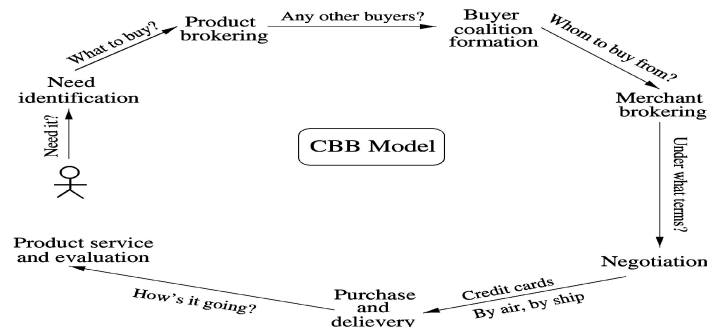 Need it?
Need
identification
What to buy?
Product
brokering
Any other buyers?
Buyer
coalition
formation
Whom to buy from?
Merchant
brokering
Under what terms?
Negotiation
Credit cards
By air, by ship
Purchase
and
delievery
How's it going?
Product service
and evaluation
CBB Model